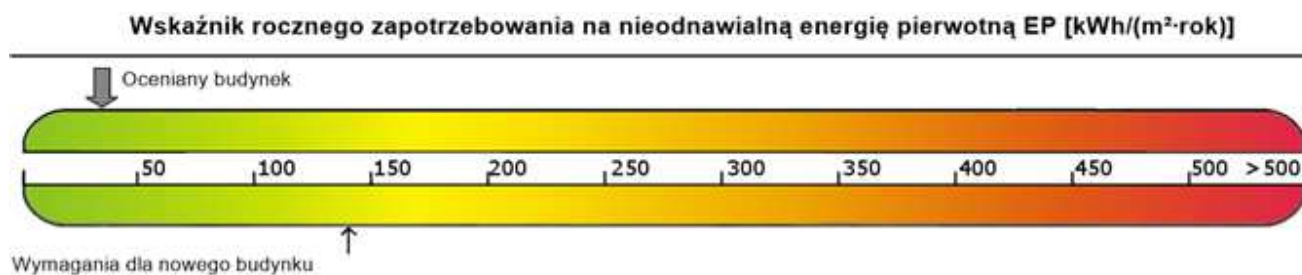 Wskaźnik rocznego zapotrzebowania na nieodnawialną energię pierwotną EP [kWh/(m²·rok)]
Oceniany budynek
50 100 150 200 250 300 350 400 450 500 > 500
Wymagania dla nowego budynku